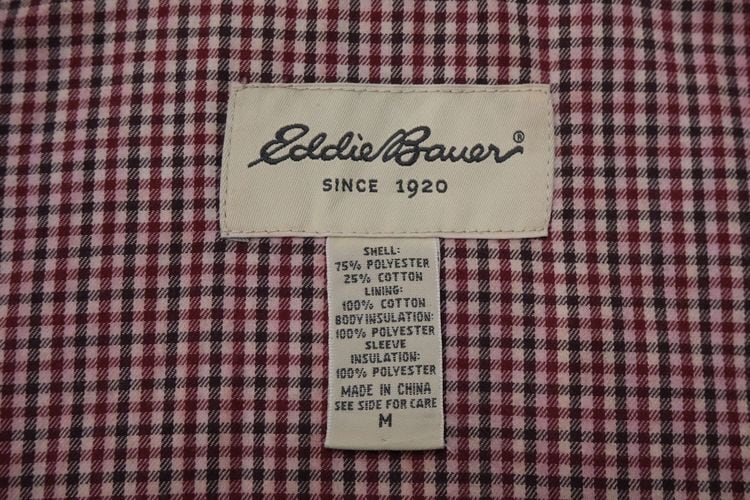 Eddie Bauer®
SINCE 1920
SHELL:
75% POLYESTER
25% COTTON
LINING:
100% COTTON
BODY INSULATION:
100% POLYESTER
SLEEVE
INSULATION:
100% POLYESTER
MADE IN CHINA
SEE SIDE FOR CARE
M